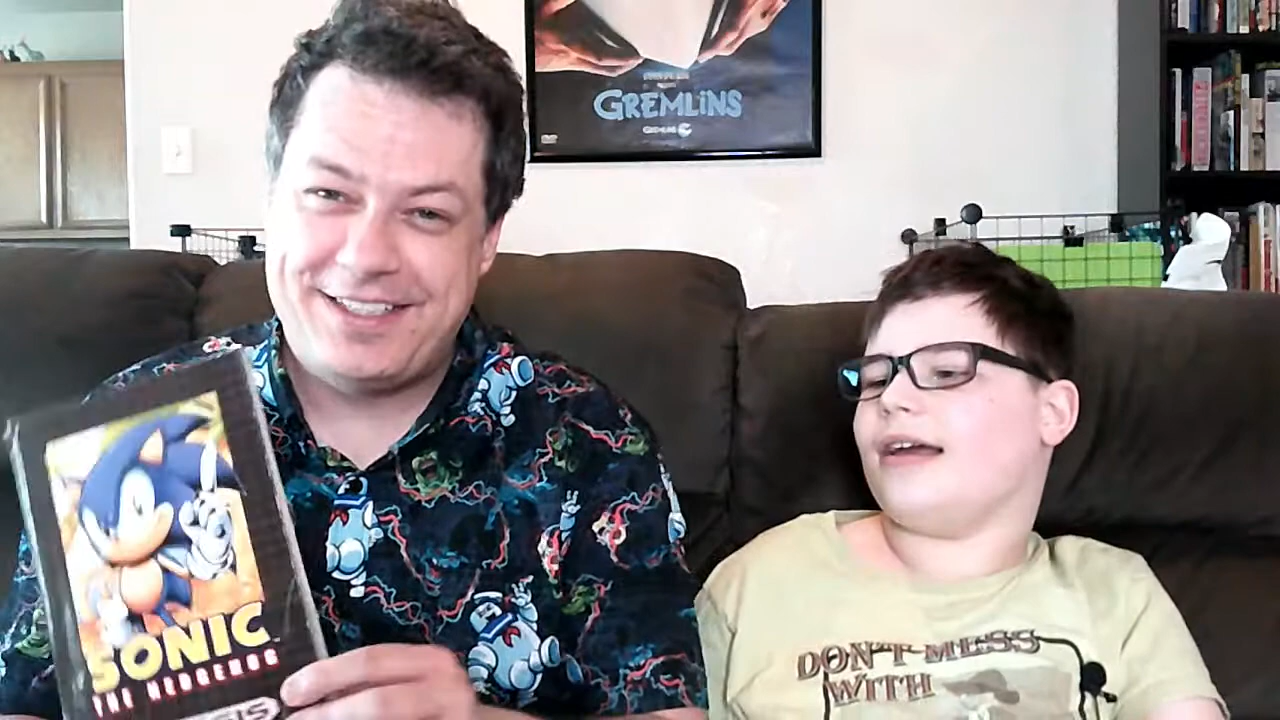 GREMLINS
SONIC
THE HEDGEHOG
DON'T MESS
WITH